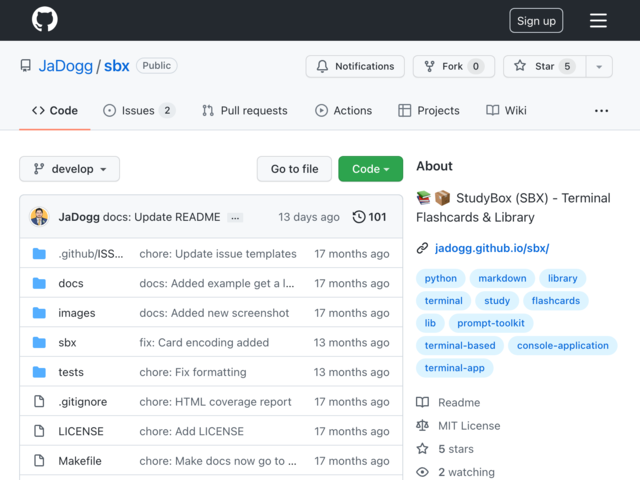 Sign up
JaDogg / sbx Public
Notifications Fork 0 Star 5
Code Issues 2 Pull requests Actions Projects Wiki ...
develop Go to file Code
JaDogg docs: Update README ... 13 days ago 101
.github/ISS... chore: Update issue templates 17 months ago
docs docs: Added example get a l... 17 months ago
images docs: Added new screenshot 17 months ago
sbx fix: Card encoding added 13 months ago
tests chore: Fix formatting 13 months ago
.gitignore chore: HTML coverage report 17 months ago
LICENSE chore: Add LICENSE 17 months ago
Makefile chore: Make docs now go to ... 17 months ago
About
StudyBox (SBX) - Terminal
Flashcards & Library
jadogg.github.io/sbx/
python markdown library
terminal study flashcards
lib prompt-toolkit
terminal-based console-application
terminal-app
Readme
MIT License
5 stars
2 watching